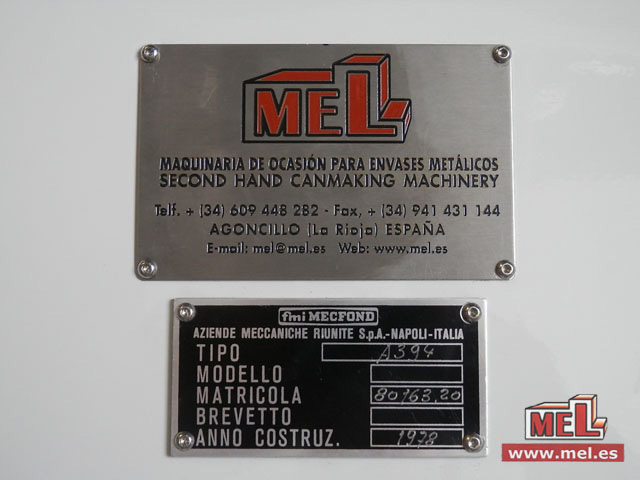 MEL
MAQUINARIA DE OCASIÓN PARA ENVASES METÁLICOS
SECOND HAND CANMAKING MACHINERY
Telf. + (34) 609 448 282 - Fax, + (34) 941 431 144
AGONCILLO (La Rioja) ESPAÑA
E-mail: mel@mel.es Web: www.mel.es
fmi MECFOND
AZIENDE MECCANICHE RIUNITE S.p.A.-NAPOLI-ITALIA
TIPO A394
MODELLO
MATRICOLA 80163,20
BREVETTO
ANNO COSTRUZ. 1978
MEL
www.mel.es